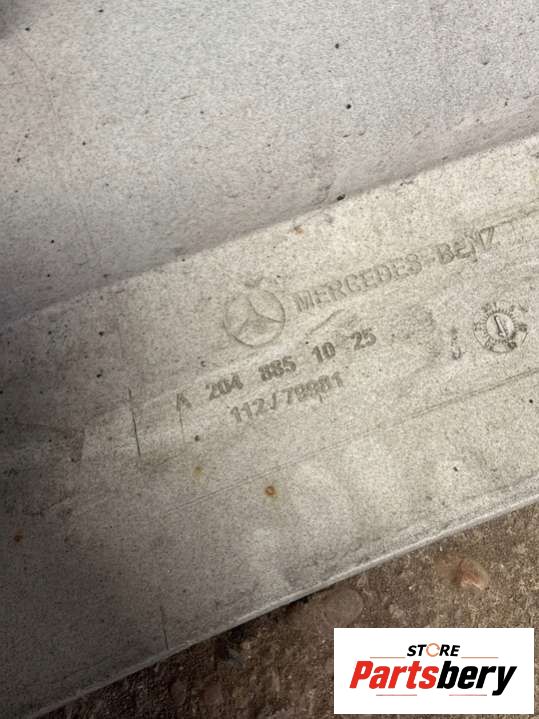 MERCEDES-BENZ
A 204 885 10 25
112/79981
STORE
Partsbery